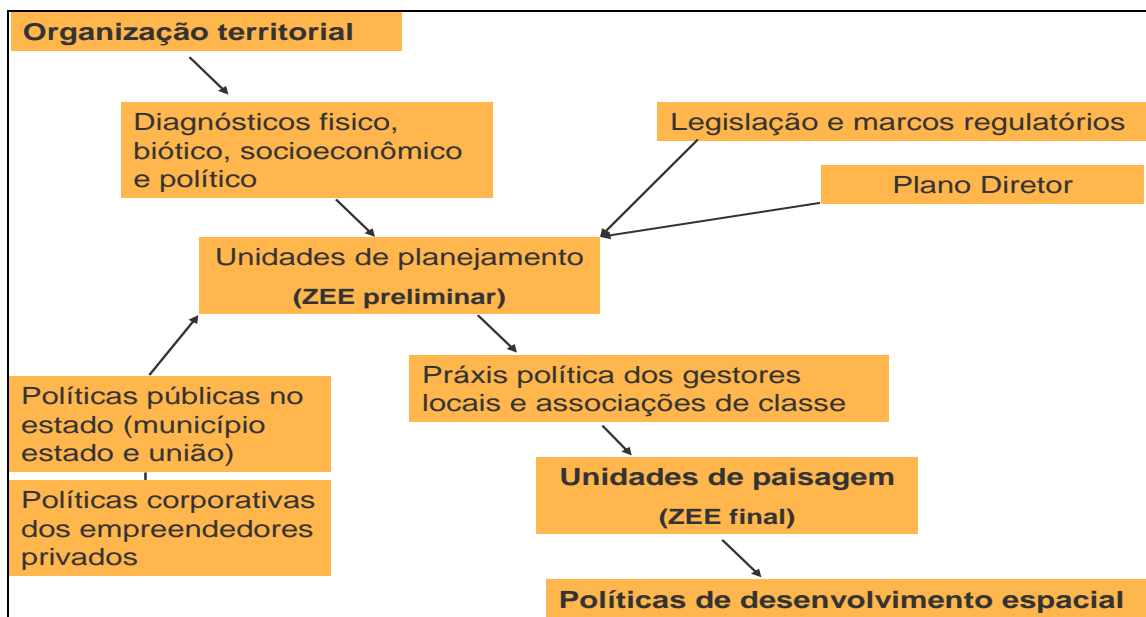 Organização territorial
Diagnósticos fisico,
biótico, socioeconômico
e político
Legislação e marcos regulatórios
Plano Diretor
Unidades de planejamento
(ZEE preliminar)
Políticas públicas no
estado (município
estado e união)
Políticas corporativas
dos empreendedores
privados
Práxis política dos gestores
locais e associações de classe
Unidades de paisagem
(ZEE final)
Políticas de desenvolvimento espacial